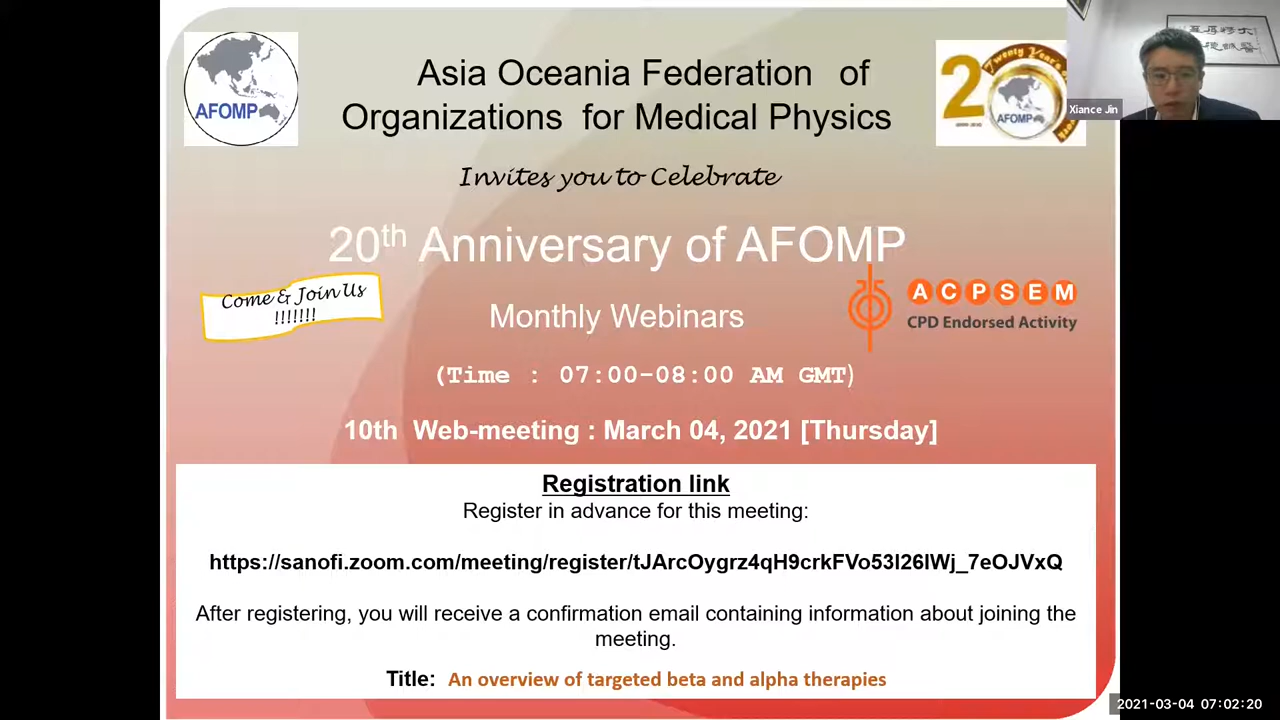 Asia Oceania Federation of
Organizations for Medical Physics
AFOMP
20
Twenty Year's
AFOMP
Xiance Jin
Invites you to Celebrate
20th Anniversary of AFOMP
Come & Join Us
!!!!!!!
Monthly Webinars
ACPSEM
CPD Endorsed Activity
(Time : 07:00-08:00 AM GMT)
10th Web-meeting : March 04, 2021 [Thursday]
Registration link
Register in advance for this meeting:
https://sanofi.zoom.com/meeting/register/tJArcOygrz4qH9crkFVo53I26IWj_7eOJVxQ
After registering, you will receive a confirmation email containing information about joining the
meeting.
Title: An overview of targeted beta and alpha therapies
2021-03-04 07:02:20